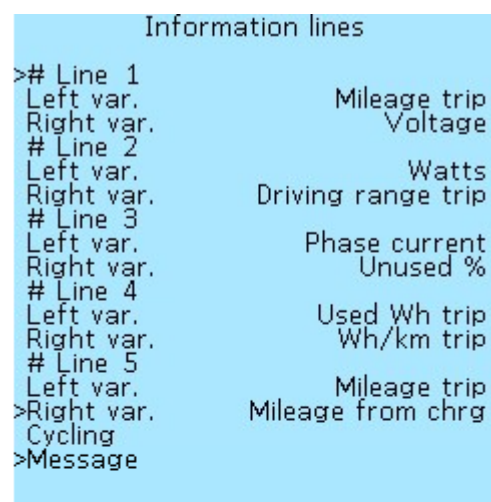 Information lines
># Line 1
Left var. Mileage trip
Right var. Voltage
# Line 2
Left var. Watts
Right var. Driving range trip
# Line 3
Left var. Phase current
Right var. Unused %
# Line 4
Left var. Used Wh trip
Right var. Wh/km trip
# Line 5
Left var. Mileage trip
>Right var. Mileage from chrg
Cycling
>Message